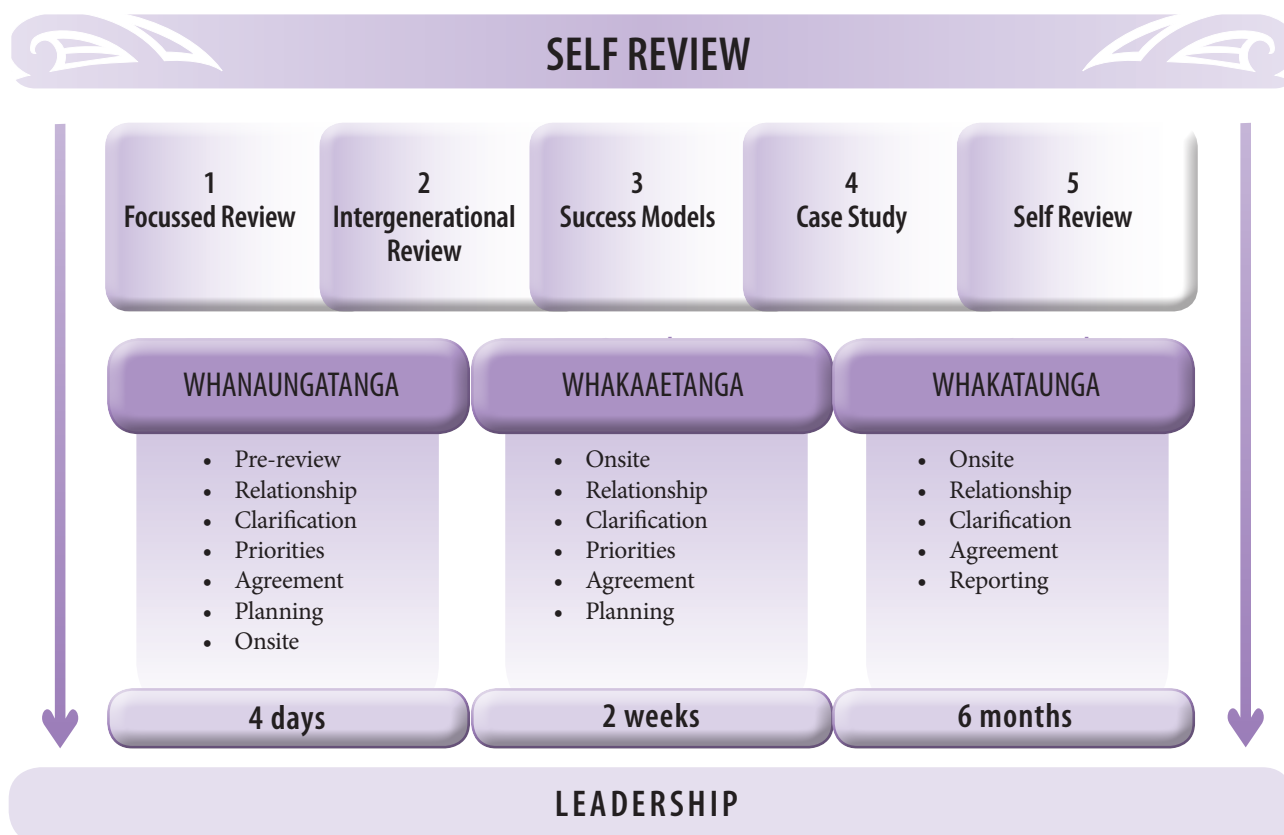 SELF REVIEW
1
Focussed Review
2
Intergenerational
Review
3
Success Models
4
Case Study
5
Self Review
WHANAUNGATANGA
• Pre-review
• Relationship
• Clarification
• Priorities
• Agreement
• Planning
• Onsite
4 days
WHAKAAETANGA
• Onsite
• Relationship
• Clarification
• Priorities
• Agreement
• Planning
2 weeks
WHAKATAUNGA
• Onsite
• Relationship
• Clarification
• Agreement
• Reporting
6 months
LEADERSHIP